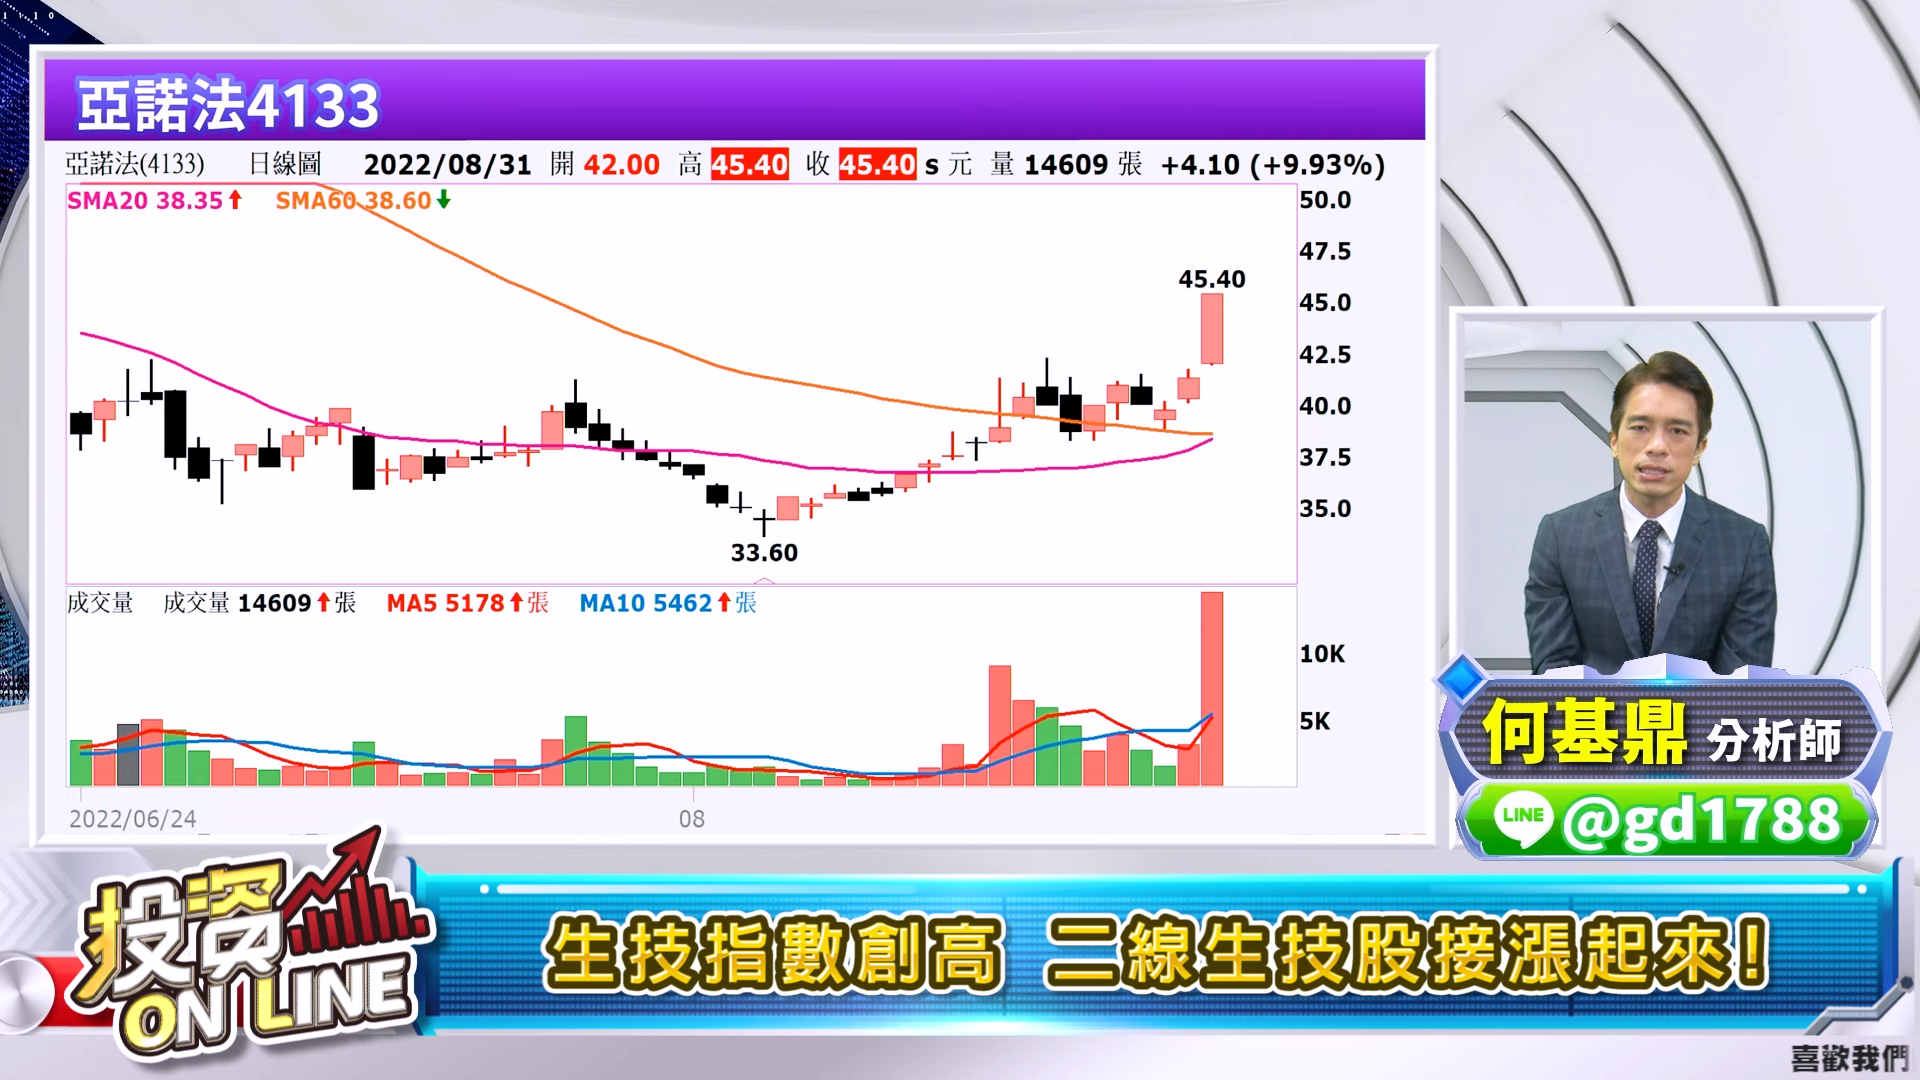 亞諾法4133
亞諾法(4133) 日線圖 2022/08/31 開 42.00 高 45.40 收 45.40 s 元 量 14609 張 +4.10 (+9.93%)
SMA20 38.35 SMA60 38.60
50.0
47.5
45.0
42.5
40.0
37.5
35.0
45.40
33.60
成交量 成交量 14609 張 MA5 5178 張 MA10 5462 張
10K
5K
2022/06/24 08
何基鼎 分析師
LINE @gd1788
投資
ON LINE
生技指數創高 二線生技股接漲起來!
喜歡我們